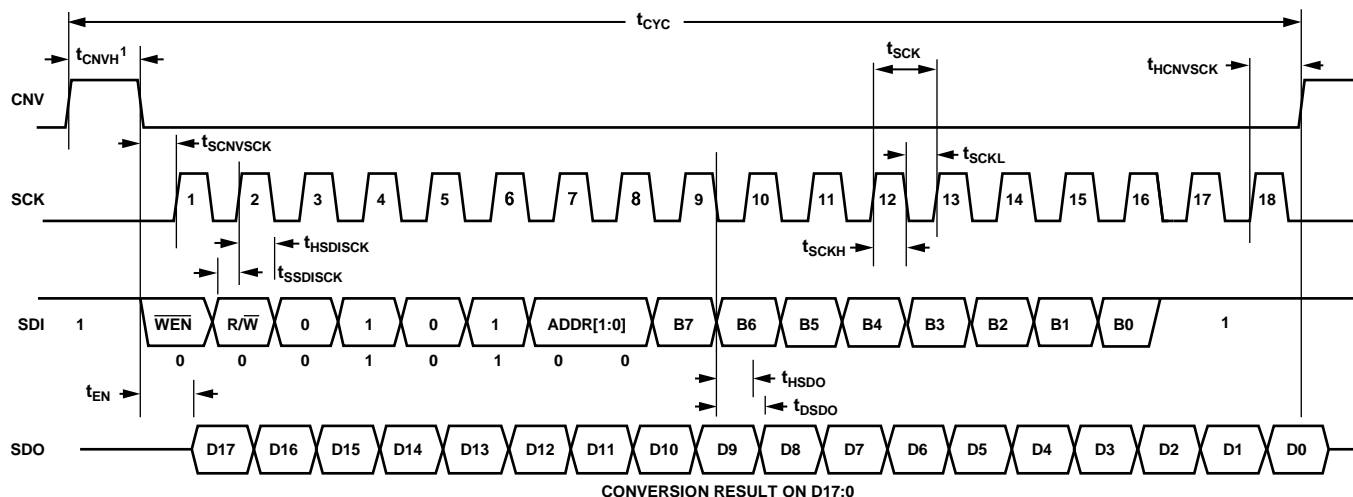 tCYC
tCNVH1
tSCK
tHCNVSCK
CNV
tSCNVSCK
tSCKL
SCK 1 2 3 4 5 6 7 8 9 10 11 12 13 14 15 16 17 18
tHSDISCK
tSCKH
tSSDISCK
SDI 1 WEN R/W 0 1 0 1 ADDR[1:0] B7 B6 B5 B4 B3 B2 B1 B0 1
0 0 0 1 0 1 0 0
tHSDO
tEN
tDSDO
SDO D17 D16 D15 D14 D13 D12 D11 D10 D9 D8 D7 D6 D5 D4 D3 D2 D1 D0
CONVERSION RESULT ON D17:0